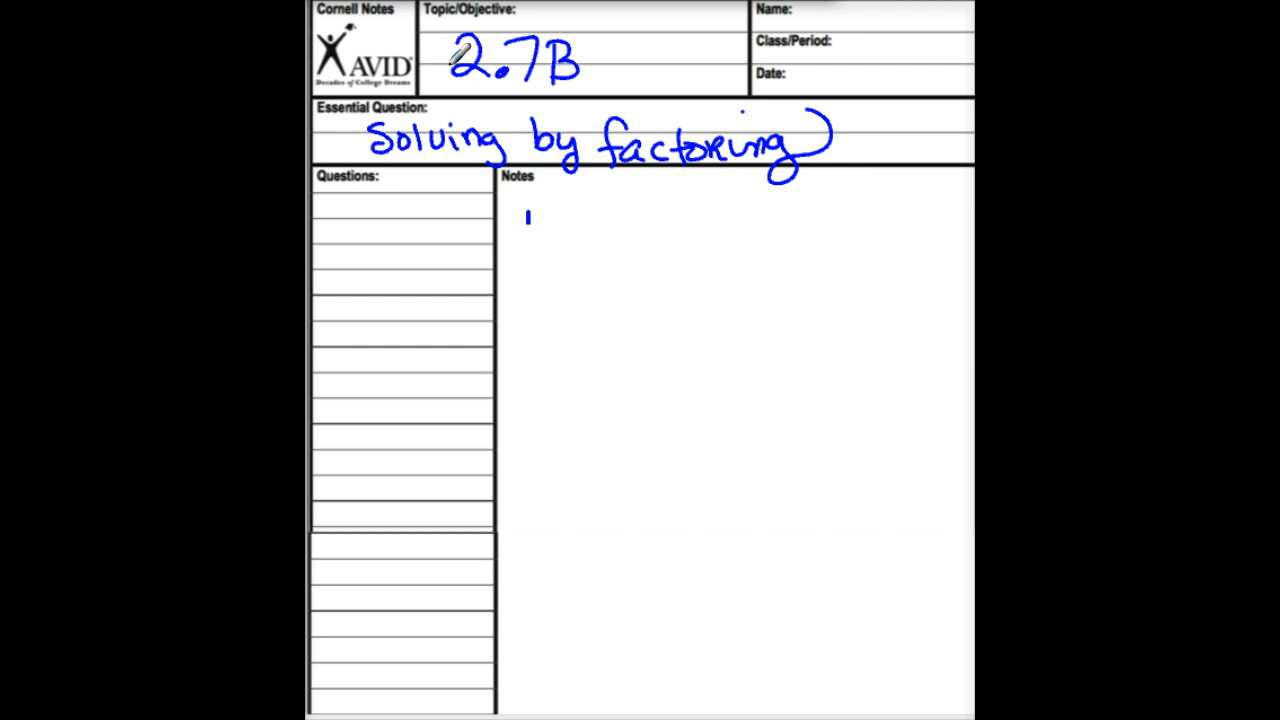 Cornell Notes
AVID
Decades of College Dreams
Topic/Objective:
2.7B
Name:
Class/Period:
Date:
Essential Question:
Solving by factoring
Questions:
Notes